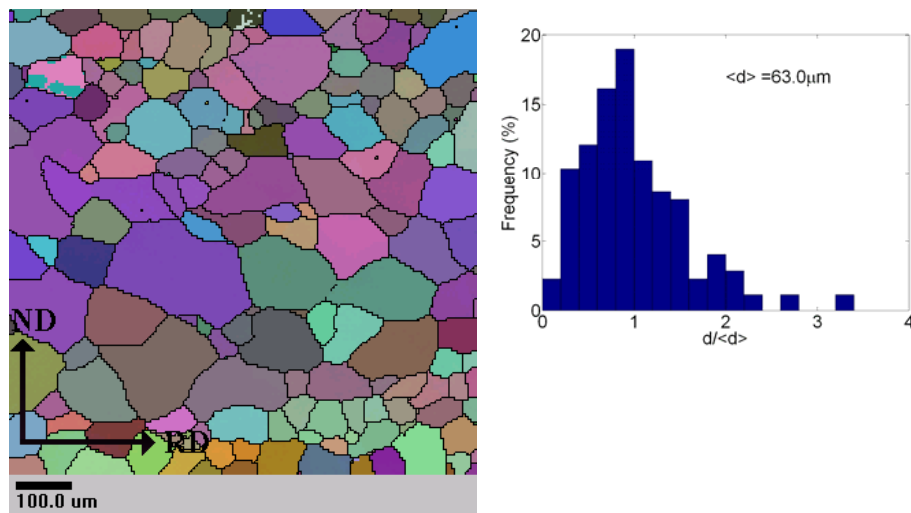 ND
RD
100.0 um
Frequency (%)
20
15
10
5
0
<d> =63.0μm
0 1 2 3 4
d/<d>